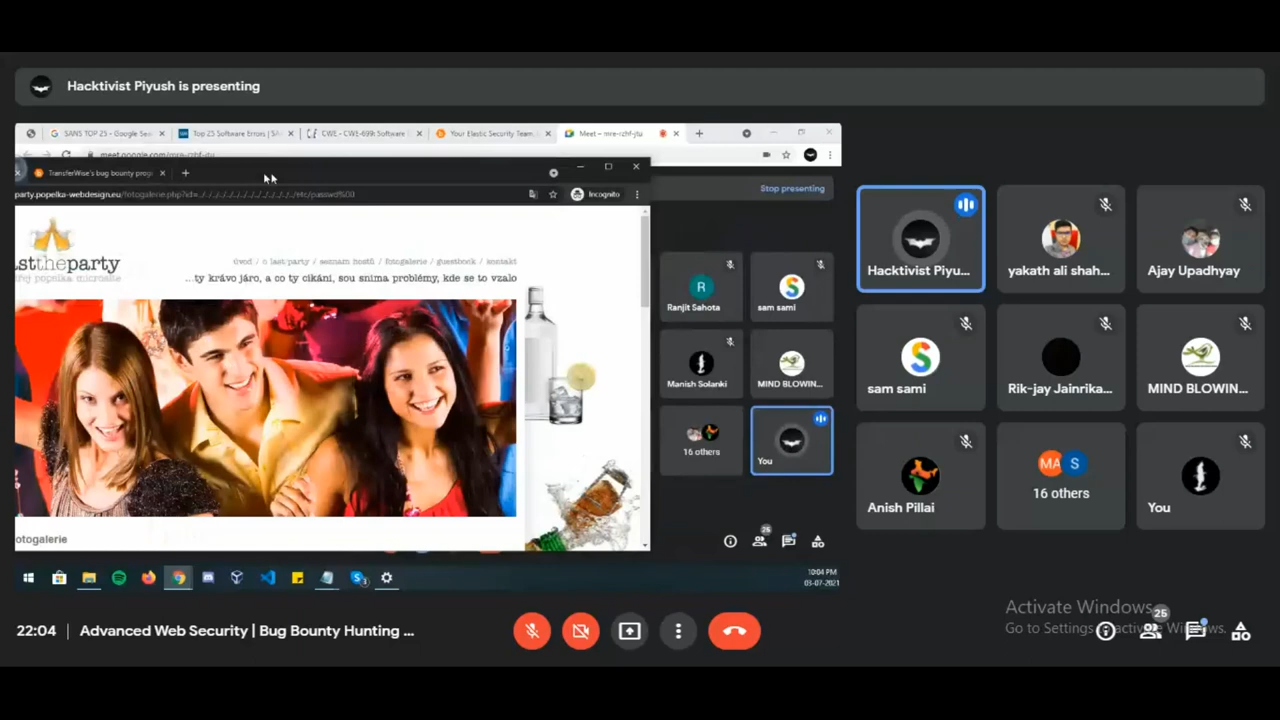 Hacktivist Piyush is presenting
SANS TOP 25 - Google Sea
Top 25 Software Errors | SA
CWE - CWE-699: Software
Your Elastic Security Team
Meet – mre-rzhf-jtu
meet.google.com/mre-rzhf-jtu
TransferWise's bug bounty prog
party.popelka-webdesign.eu/fotogalerie.php?id=
Incognito
Stop presenting
asttheparty
popelka microsite
úvod / o last party / seznam hostů / fotogalerie / guestbook / kontakt
...ty krávo járo, a co ty cikáni, sou snima problémy, kde se to vzalo
otogalerie
R
Ranjit Sahota
sam sami
Manish Solanki
MIND BLOWIN...
16 others
You
25
10:04 PM
03-07-2021
Hacktivist Piyu...
yakath ali shah...
Ajay Upadhyay
sam sami
Rik-jay Jainrika...
MIND BLOWIN...
Anish Pillai
MA S
16 others
You
22:04 | Advanced Web Security | Bug Bounty Hunting ...
Activate Windows
Go to Settings to activate Windows.
25